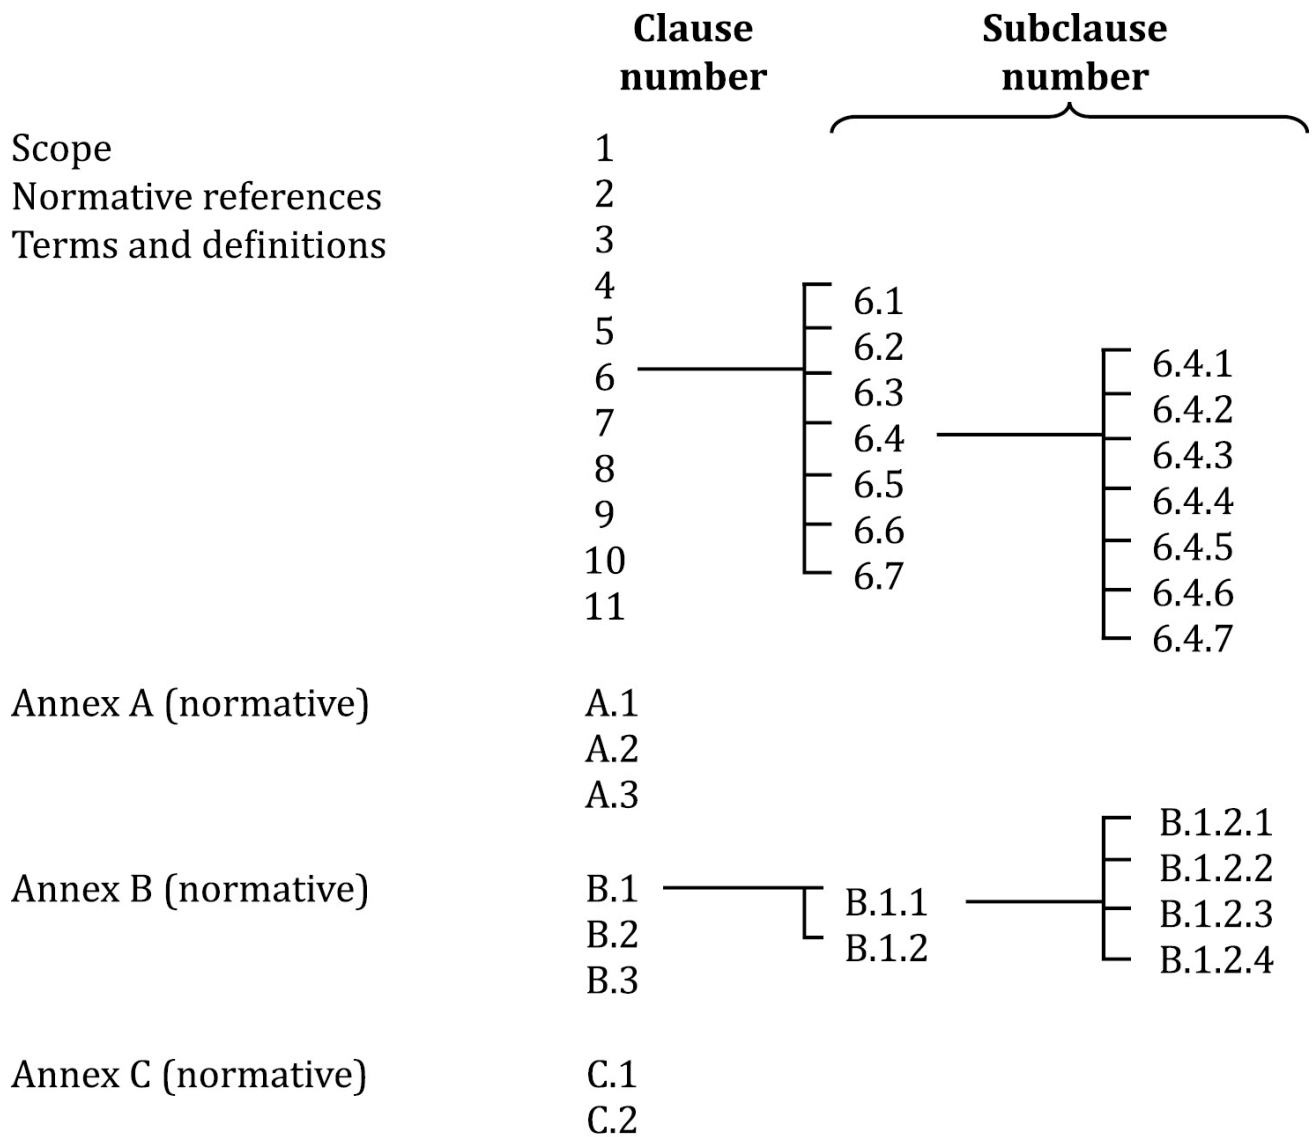 Clause number
Subclause number
Scope 1
Normative references 2
Terms and definitions 3
4
5
6
7
8
9
10
11
6.1
6.2
6.3
6.4
6.5
6.6
6.7
6.4.1
6.4.2
6.4.3
6.4.4
6.4.5
6.4.6
6.4.7
Annex A (normative) A.1
A.2
A.3
Annex B (normative) B.1
B.2
B.3
B.1.1
B.1.2
B.1.2.1
B.1.2.2
B.1.2.3
B.1.2.4
Annex C (normative) C.1
C.2